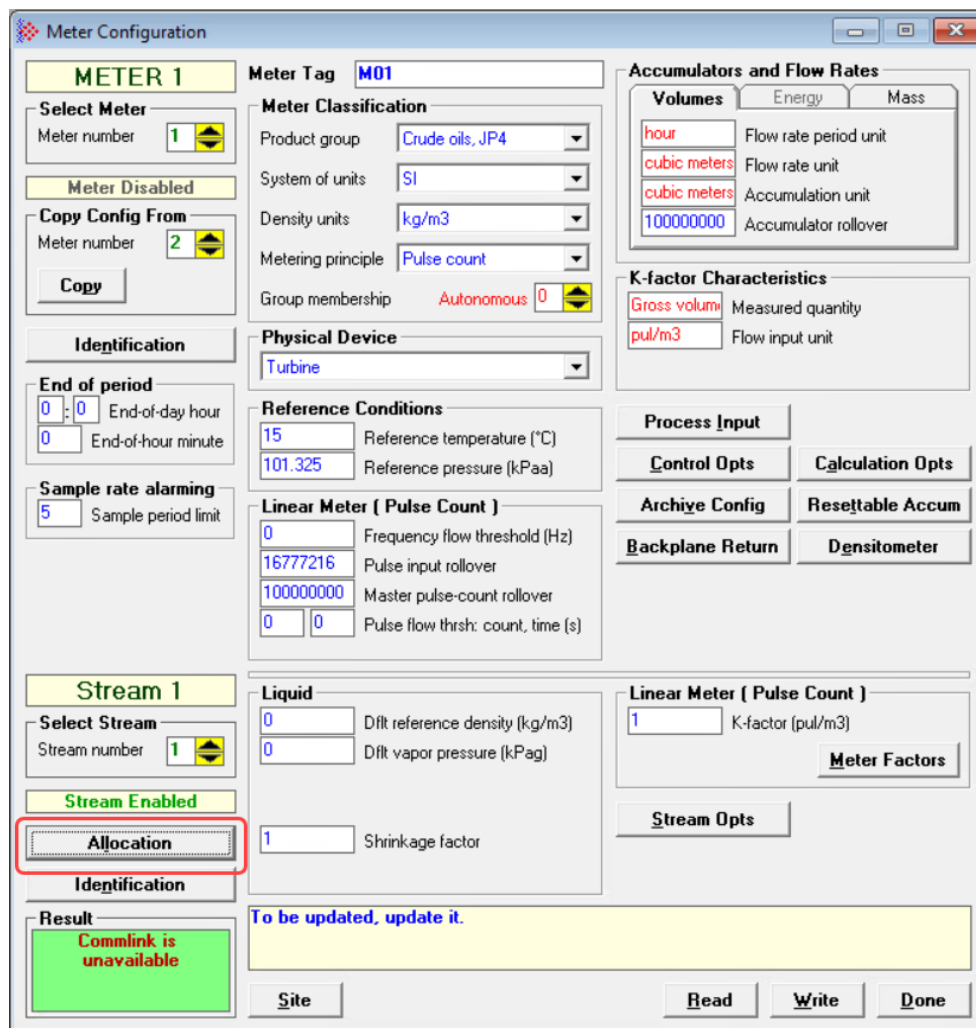 Meter Configuration
METER 1
Select Meter
Meter number 1
Meter Disabled
Copy Config From
Meter number 2
Copy
Identification
End of period
0 : 0 End-of-day hour
0 End-of-hour minute
Sample rate alarming
5 Sample period limit
Meter Tag M01
Meter Classification
Product group Crude oils, JP4
System of units SI
Density units kg/m3
Metering principle Pulse count
Group membership Autonomous 0
Physical Device
Turbine
Reference Conditions
15 Reference temperature (°C)
101.325 Reference pressure (kPaa)
Linear Meter ( Pulse Count )
0 Frequency flow threshold (Hz)
16777216 Pulse input rollover
100000000 Master pulse-count rollover
0 0 Pulse flow thrsh: count, time (s)
Accumulators and Flow Rates
Volumes Energy Mass
hour Flow rate period unit
cubic meters Flow rate unit
cubic meters Accumulation unit
100000000 Accumulator rollover
K-factor Characteristics
Gross volum Measured quantity
pul/m3 Flow input unit
Process Input
Control Opts Calculation Opts
Archive Config Resettable Accum
Backplane Return Densitometer
Stream 1
Select Stream
Stream number 1
Stream Enabled
Allocation
Identification
Result
Commlink is
unavailable
Liquid
0 Dflt reference density (kg/m3)
0 Dflt vapor pressure (kPag)
1 Shrinkage factor
Linear Meter ( Pulse Count )
1 K-factor (pul/m3)
Meter Factors
Stream Opts
To be updated, update it.
Site Read Write Done